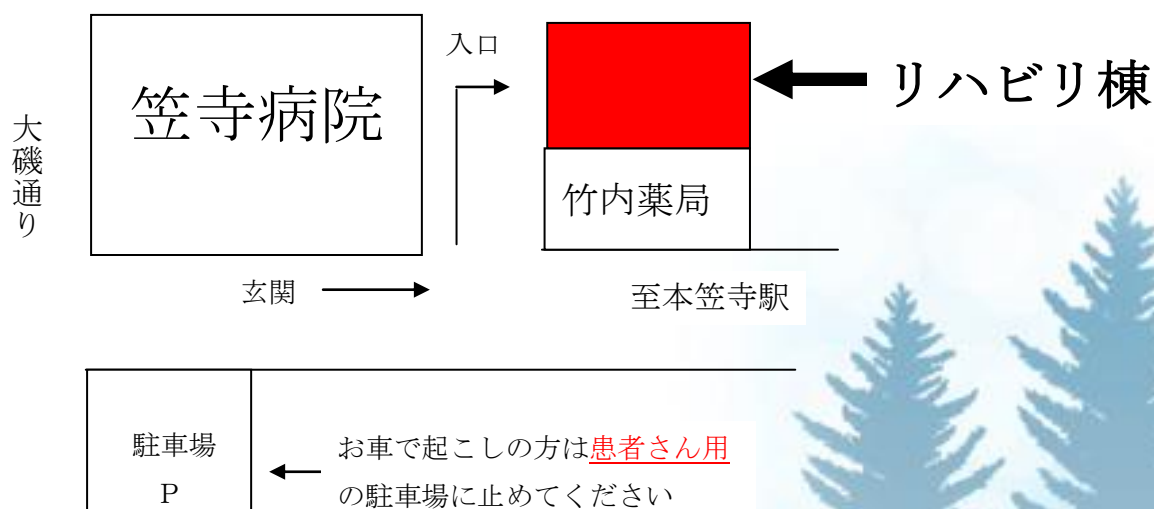 入口
リハビリ棟
笠寺病院
大磯通り
竹内薬局
玄関
至本笠寺駅
駐車場
P
お車で起こしの方は患者さん用
の駐車場に止めてください